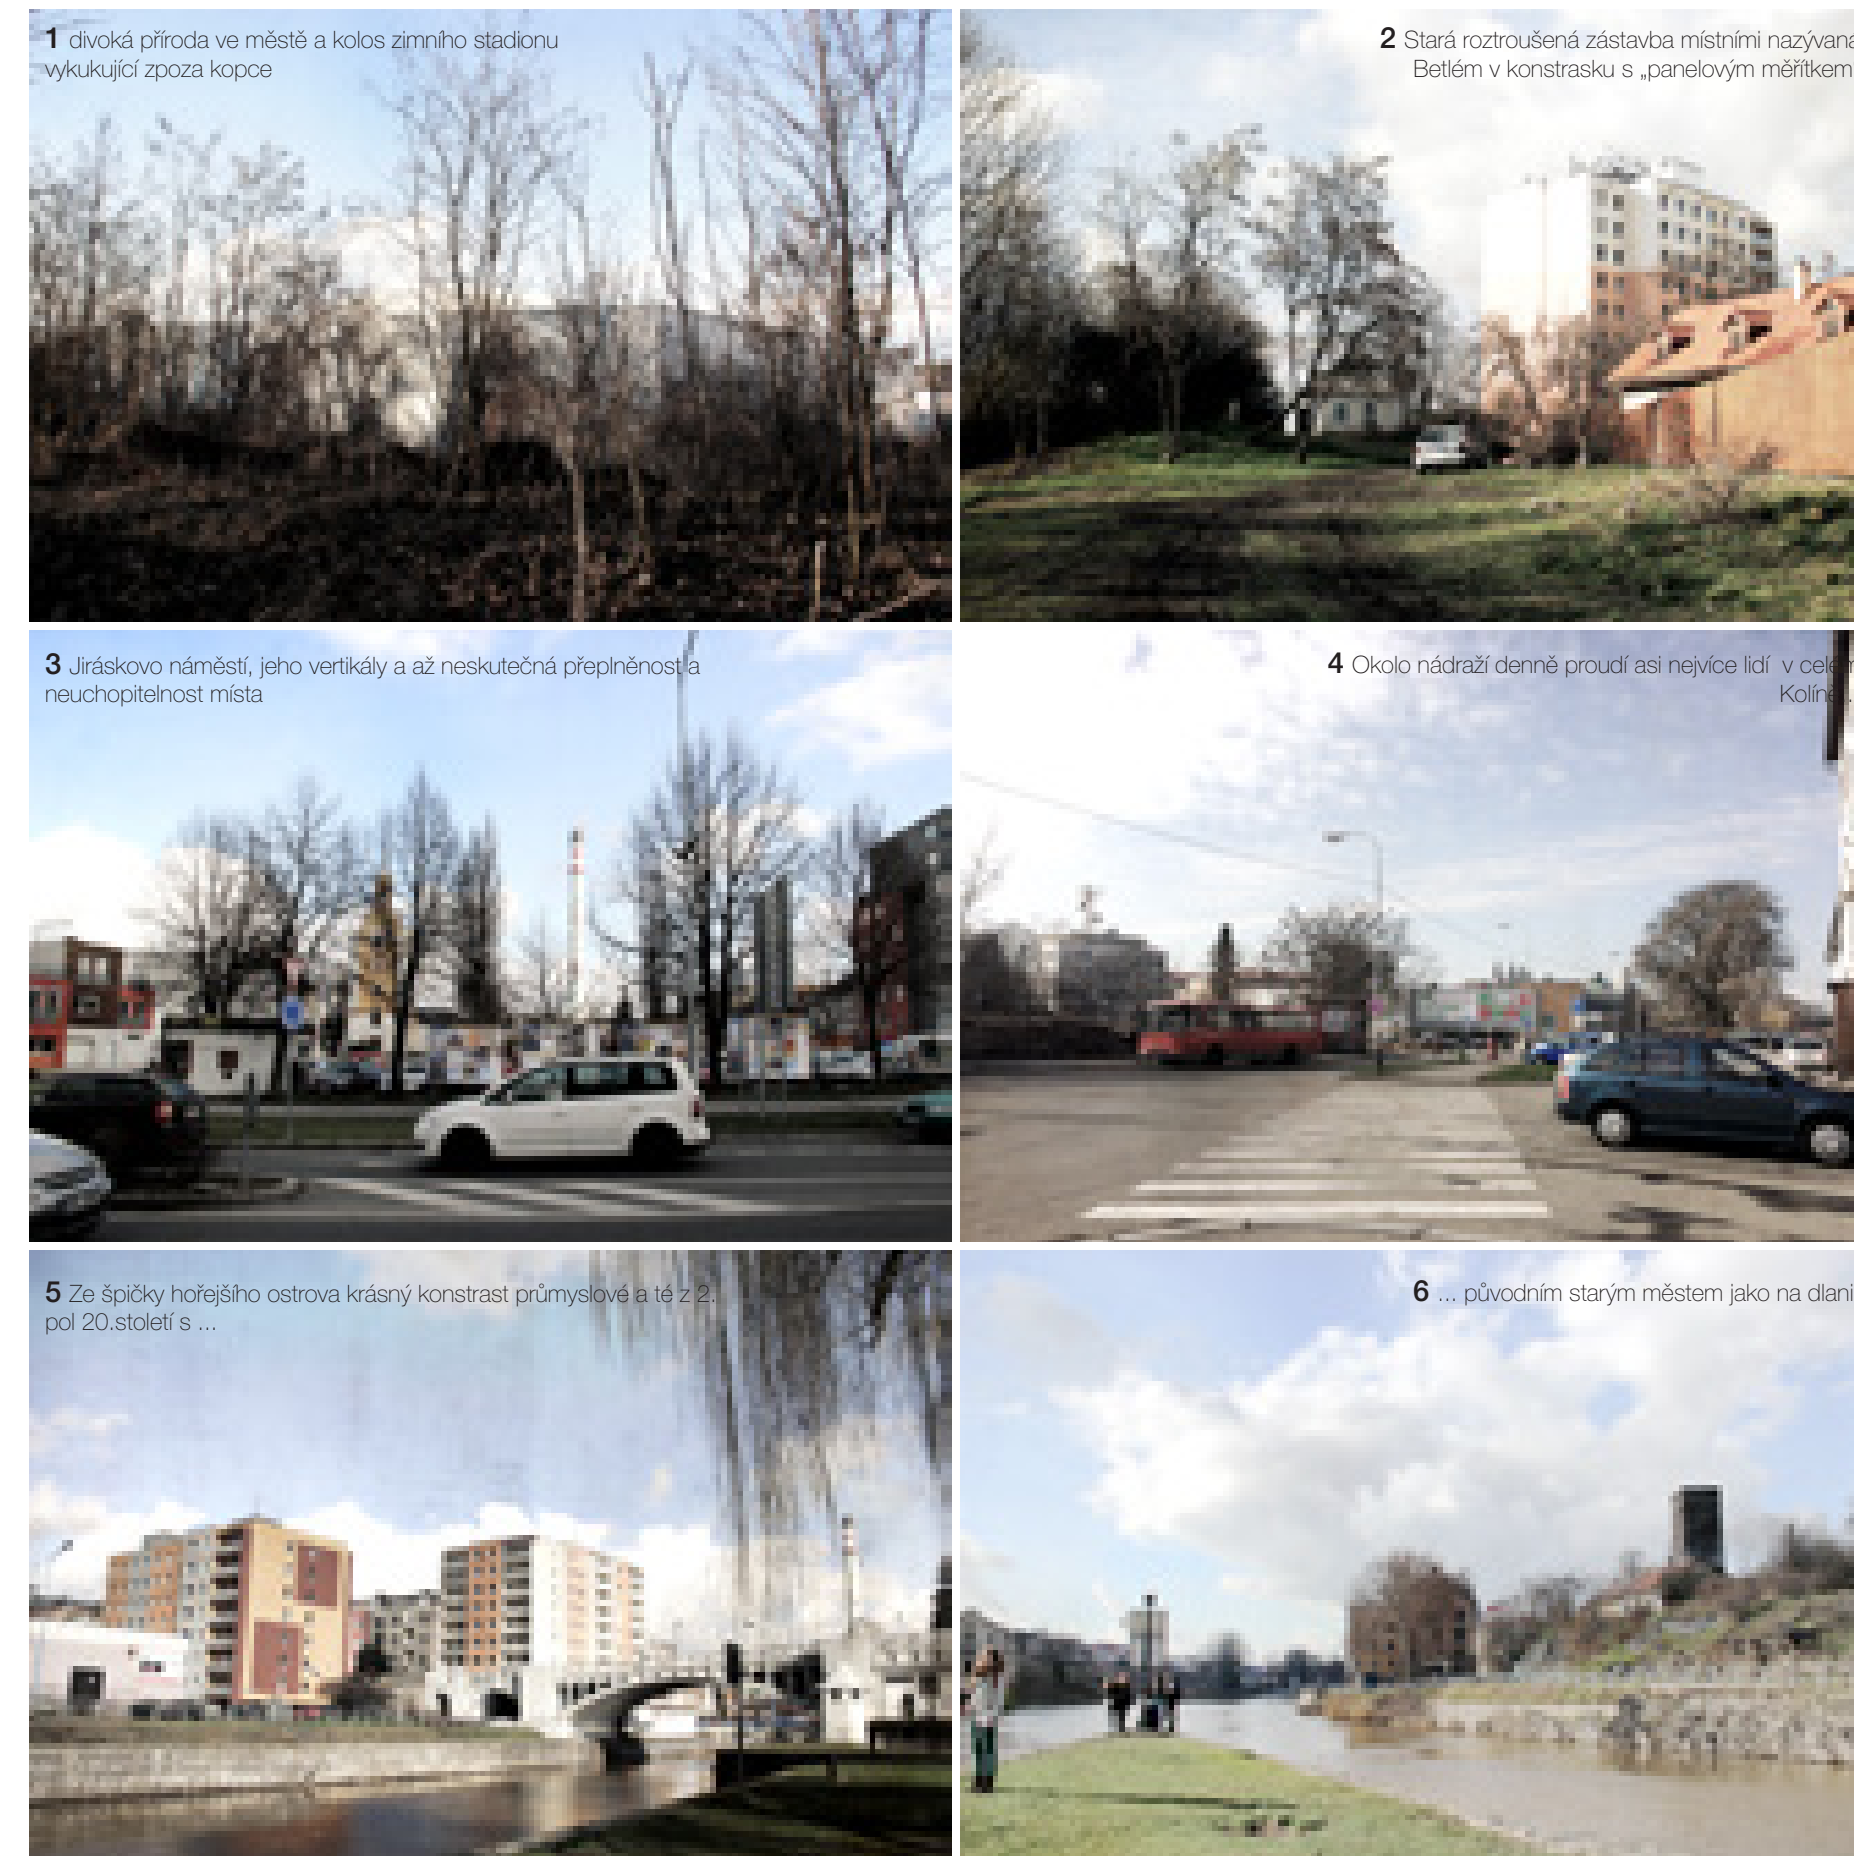 1 divoká příroda ve městě a kolos zimního stadionu
vykukující zpoza kopce
2 Stará roztroušená zástavba místními nazývaná
Betlém v konstrasku s „panelovým měřítkem
3 Jiráskovo náměstí, jeho vertikály a až neskutečná přeplněnost a
neuchopitelnost místa
4 Okolo nádraží denně proudí asi nejvíce lidí v celém
Kolíně...
5 Ze špičky hořejšího ostrova krásný konstrast průmyslové a té z 2.
pol 20.století s ...
6 ... původním starým městem jako na dlani